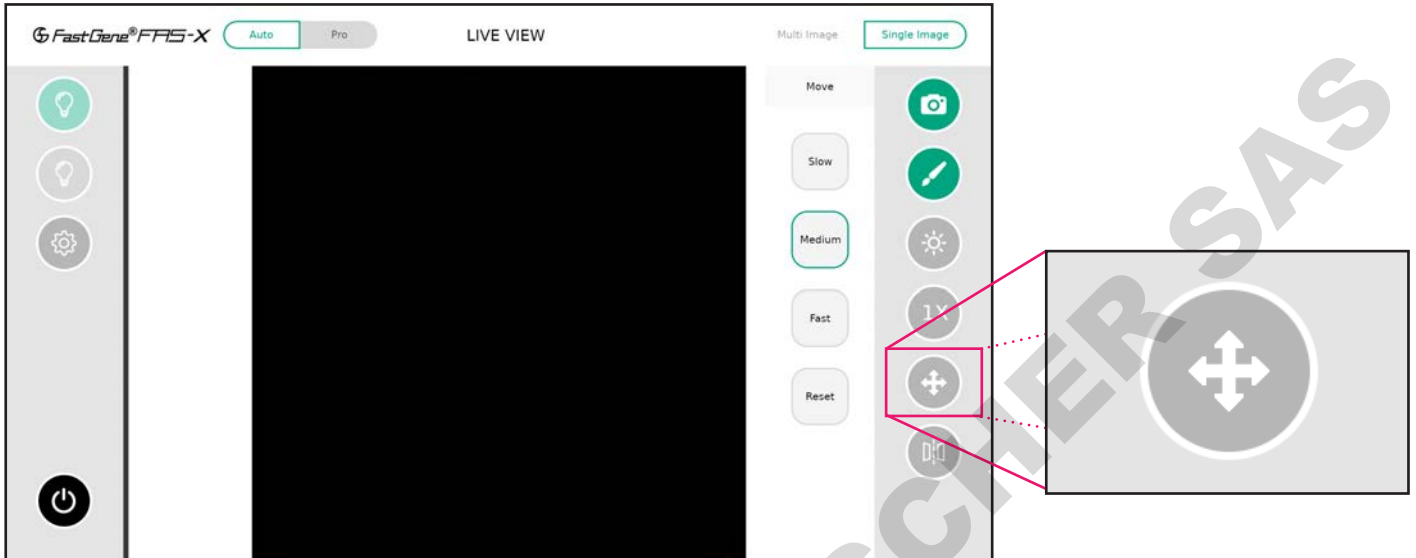 FastGene®FAS-X Auto Pro LIVE VIEW Multi Image Single Image
Move
Slow
Medium
Fast
Reset
1X
SCHER SAS